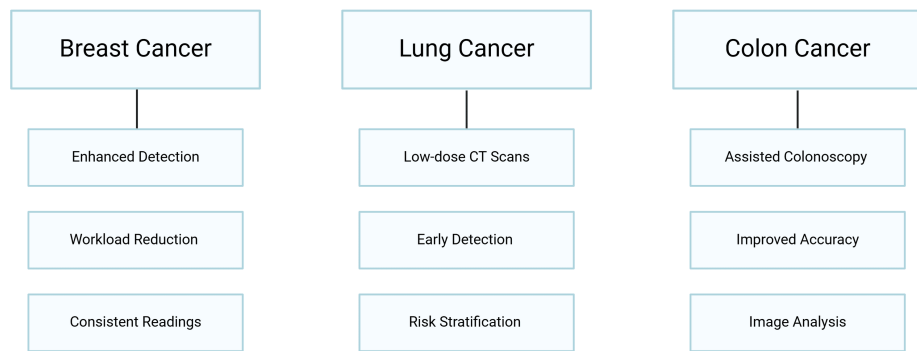 Breast Cancer
Enhanced Detection
Workload Reduction
Consistent Readings
Lung Cancer
Low-dose CT Scans
Early Detection
Risk Stratification
Colon Cancer
Assisted Colonoscopy
Improved Accuracy
Image Analysis